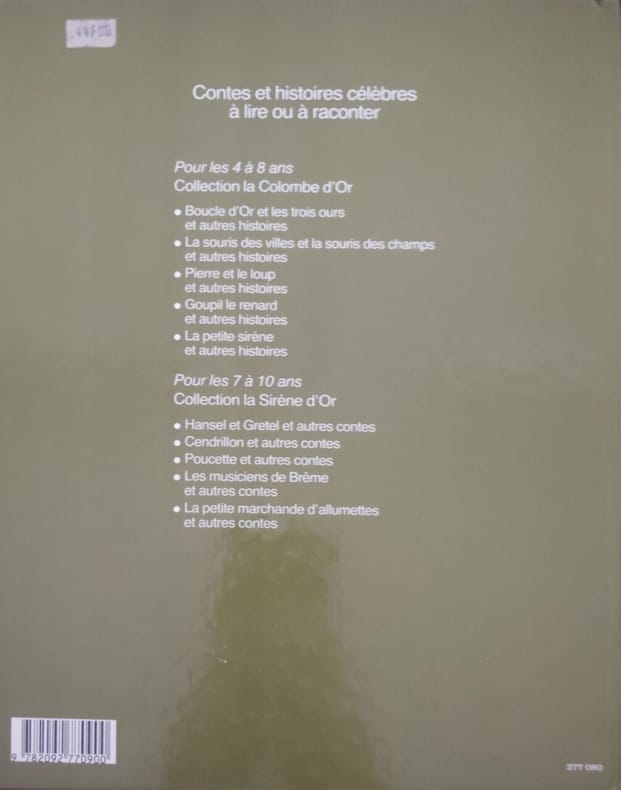 Contes et histoires célèbres
à lire ou à raconter
Pour les 4 à 8 ans
Collection la Colombe d'Or
• Boucle d'Or et les trois ours
et autres histoires
• La souris des villes et la souris des champs
et autres histoires
• Pierre et le loup
et autres histoires
• Goupil le renard
et autres histoires
• La petite sirène
et autres histoires
Pour les 7 à 10 ans
Collection la Sirène d'Or
• Hansel et Gretel et autres contes
• Cendrillon et autres contes
• Poucette et autres contes
• Les musiciens de Brême
et autres contes
• La petite marchande d'allumettes
et autres contes
9 782092 770900
277 090